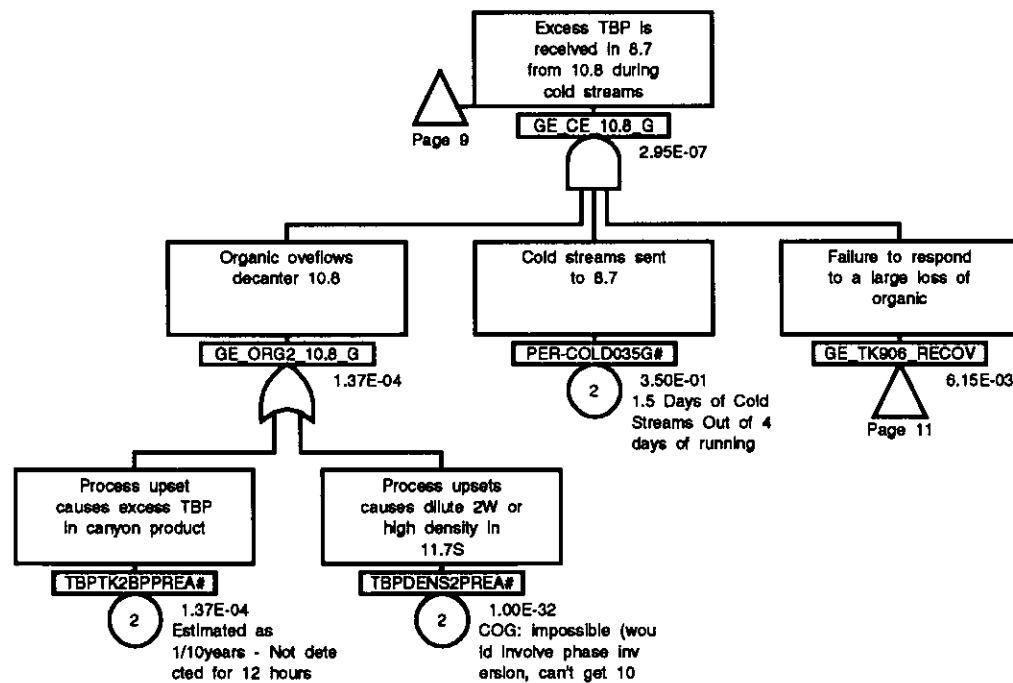 Excess TBP is
received in 8.7
from 10.8 during
cold streams
Page 9
GE_CE_10.8_G
2.95E-07
Organic oveflows
decanter 10.8
GE_ORG2_10.8_G
1.37E-04
Cold streams sent
to 8.7
PER-COLD035G#
2
3.50E-01
1.5 Days of Cold
Streams Out of 4
days of running
Failure to respond
to a large loss of
organic
GE_TK906_RECOV
6.15E-03
Page 11
Process upset
causes excess TBP
in canyon product
TBPTK2BPPREA#
2
1.37E-04
Estimated as
1/10years - Not dete
cted for 12 hours
Process upsets
causes dilute 2W or
high density in
11.7S
TBPDENS2PREA#
2
1.00E-32
COG: impossible (wou
ld involve phase inv
ersion, can't get 10